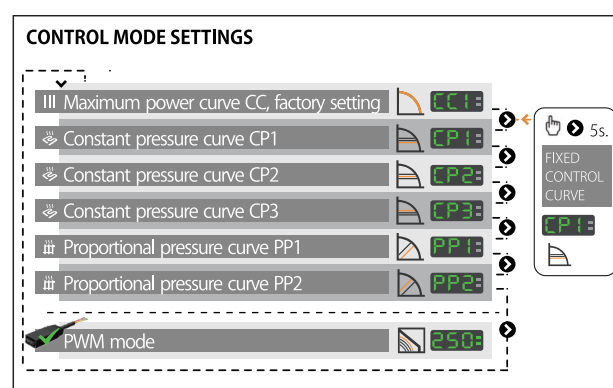 CONTROL MODE SETTINGS
Maximum power curve CC, factory setting CC1
Constant pressure curve CP1 CP1
Constant pressure curve CP2 CP2
Constant pressure curve CP3 CP3
Proportional pressure curve PP1 PP1
Proportional pressure curve PP2 PP2
PWM mode 250
5s.
FIXED
CONTROL
CURVE
CP1